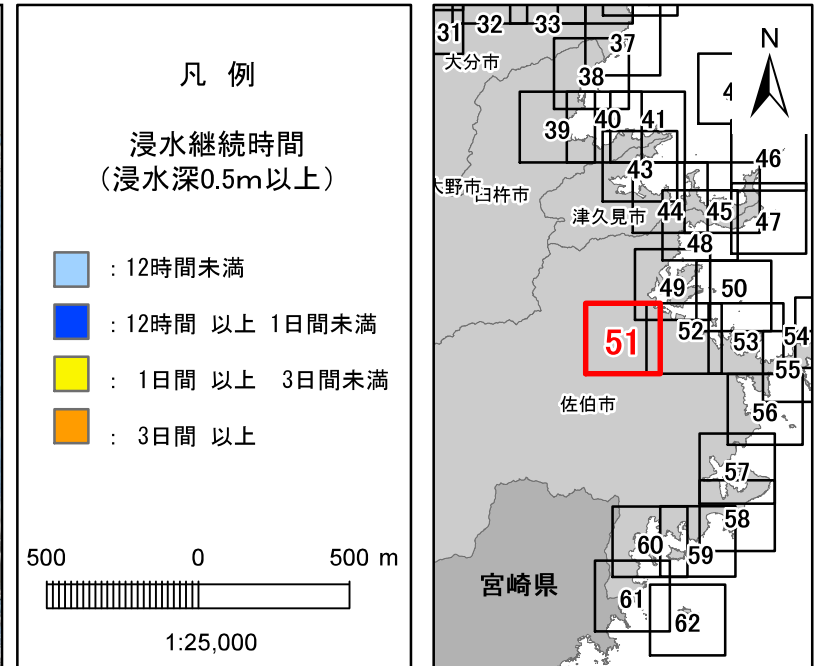 凡 例
浸水継続時間
（浸水深0.5m以上）
：12時間未満
：12時間 以上 1日間未満
： 1日間 以上 3日間未満
： 3日間 以上
500 0 500 m
1:25,000
N
31 32 33
37
大分市
38
4
39 40 41
43
46
大野市
臼杵市
津久見市
44 45 47
48
49 50
51 52 53 54
55
佐伯市
56
57
58
60 59
宮崎県
61
62